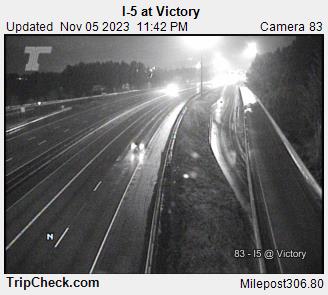 I-5 at Victory
Updated Nov 05 2023 11:42 PM Camera 83
T
N
83 - I5 @ Victory
TripCheck.com Milepost306.80